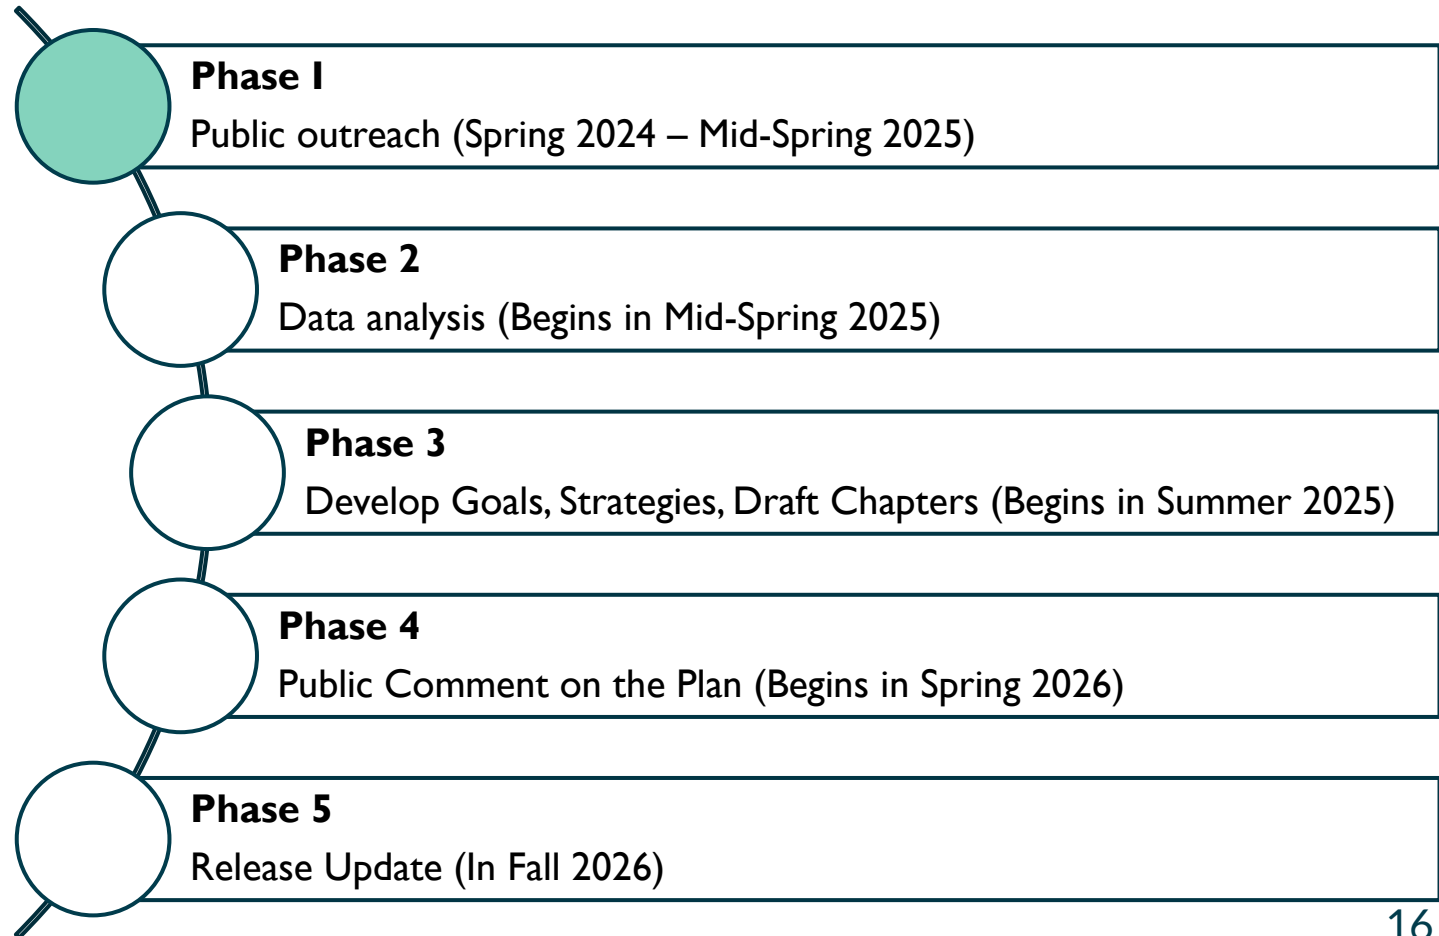 Phase 1
Public outreach (Spring 2024 – Mid-Spring 2025)
Phase 2
Data analysis (Begins in Mid-Spring 2025)
Phase 3
Develop Goals, Strategies, Draft Chapters (Begins in Summer 2025)
Phase 4
Public Comment on the Plan (Begins in Spring 2026)
Phase 5
Release Update (In Fall 2026)
16